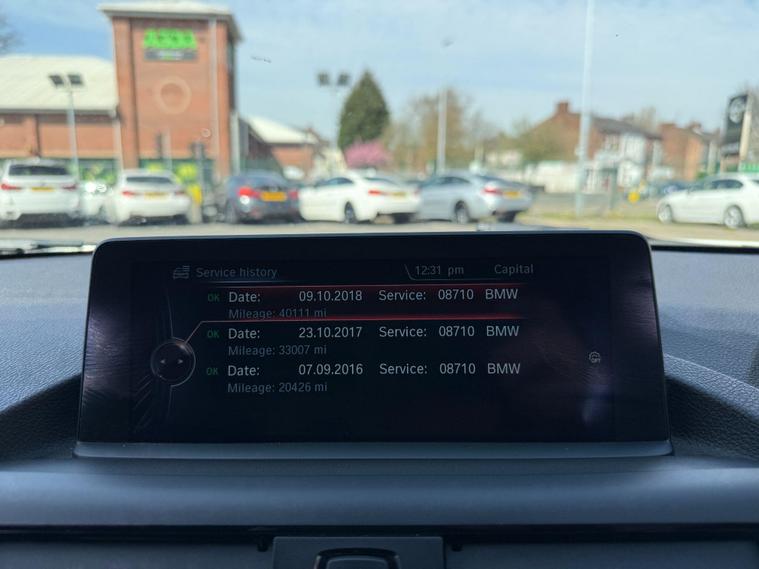 ASDA
Service history 12:31 pm Capital
OK Date: 09.10.2018 Service: 08710 BMW
Mileage: 40111 mi
OK Date: 23.10.2017 Service: 08710 BMW
Mileage: 33007 mi
OK Date: 07.09.2016 Service: 08710 BMW
Mileage: 20426 mi
OFF